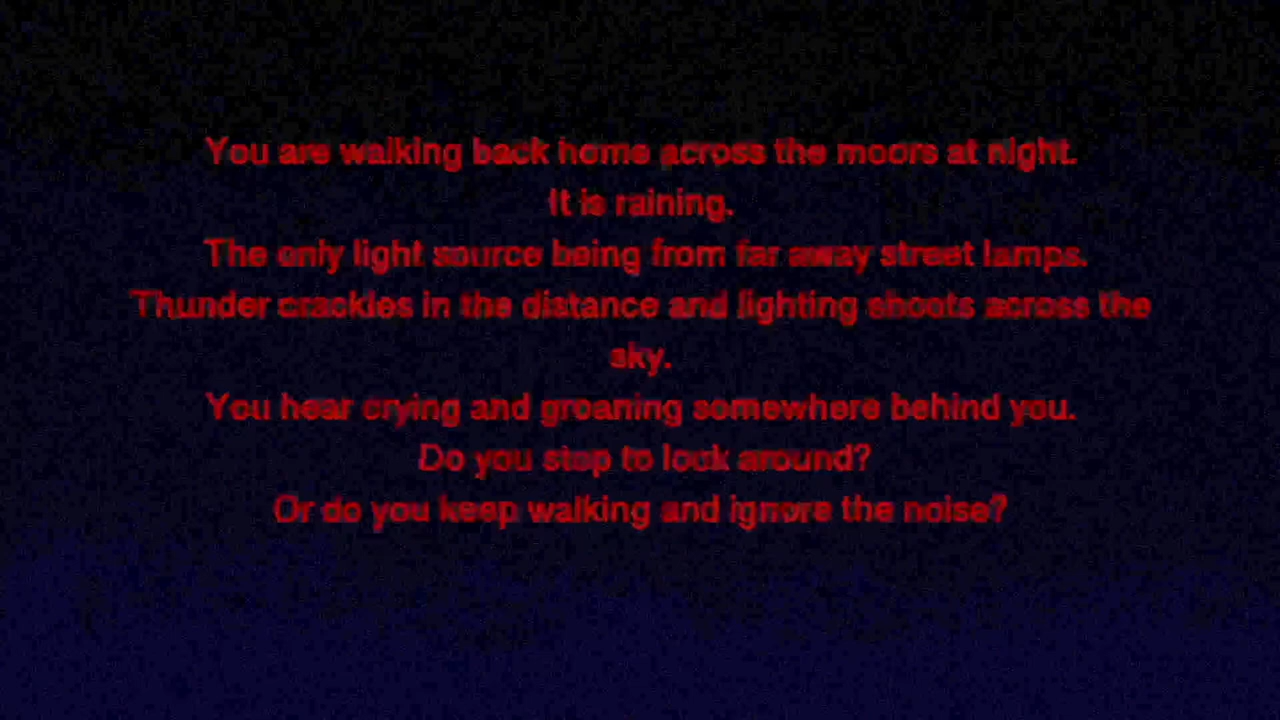 You are walking back home across the moors at night.
It is raining.
The only light source being from far away street lamps.
Thunder crackles in the distance and lighting shoots across the
sky.
You hear crying and groaning somewhere behind you.
Do you stop to look around?
Or do you keep walking and ignore the noise?